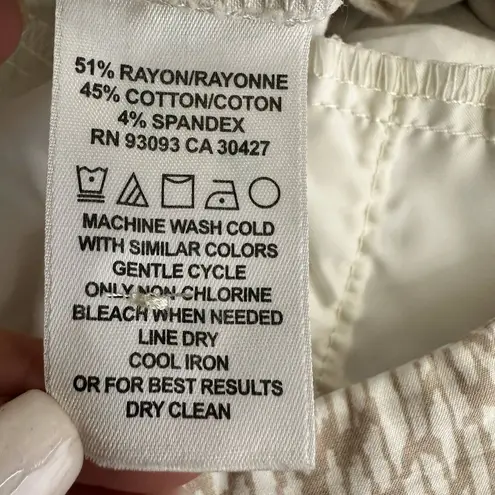 51% RAYON/RAYONNE
45% COTTON/COTON
4% SPANDEX
RN 93093 CA 30427
MACHINE WASH COLD
WITH SIMILAR COLORS
GENTLE CYCLE
ONLY NON CHLORINE
BLEACH WHEN NEEDED
LINE DRY
COOL IRON
OR FOR BEST RESULTS
DRY CLEAN